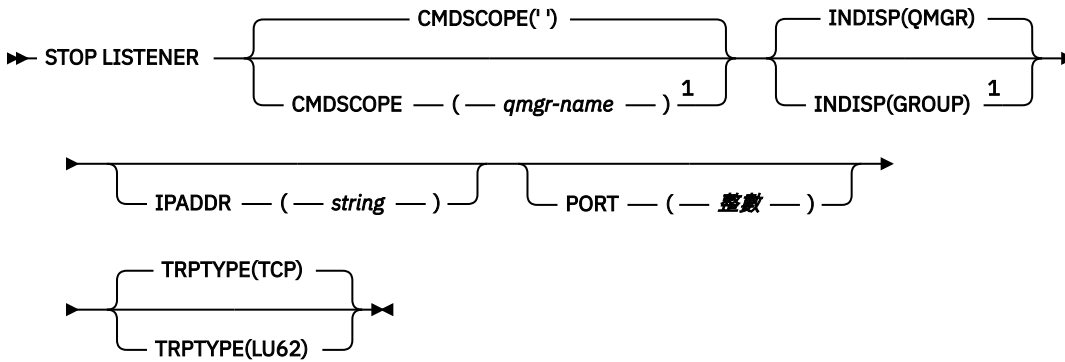 CMDSCOPE(' ') INDISP(QMGR)
STOP LISTENER
CMDSCOPE ( qmgr-name ) 1 INDISP(GROUP) 1
IPADDR ( string ) PORT ( 整數 )
TRPTYPE(TCP)
TRPTYPE(LU62)